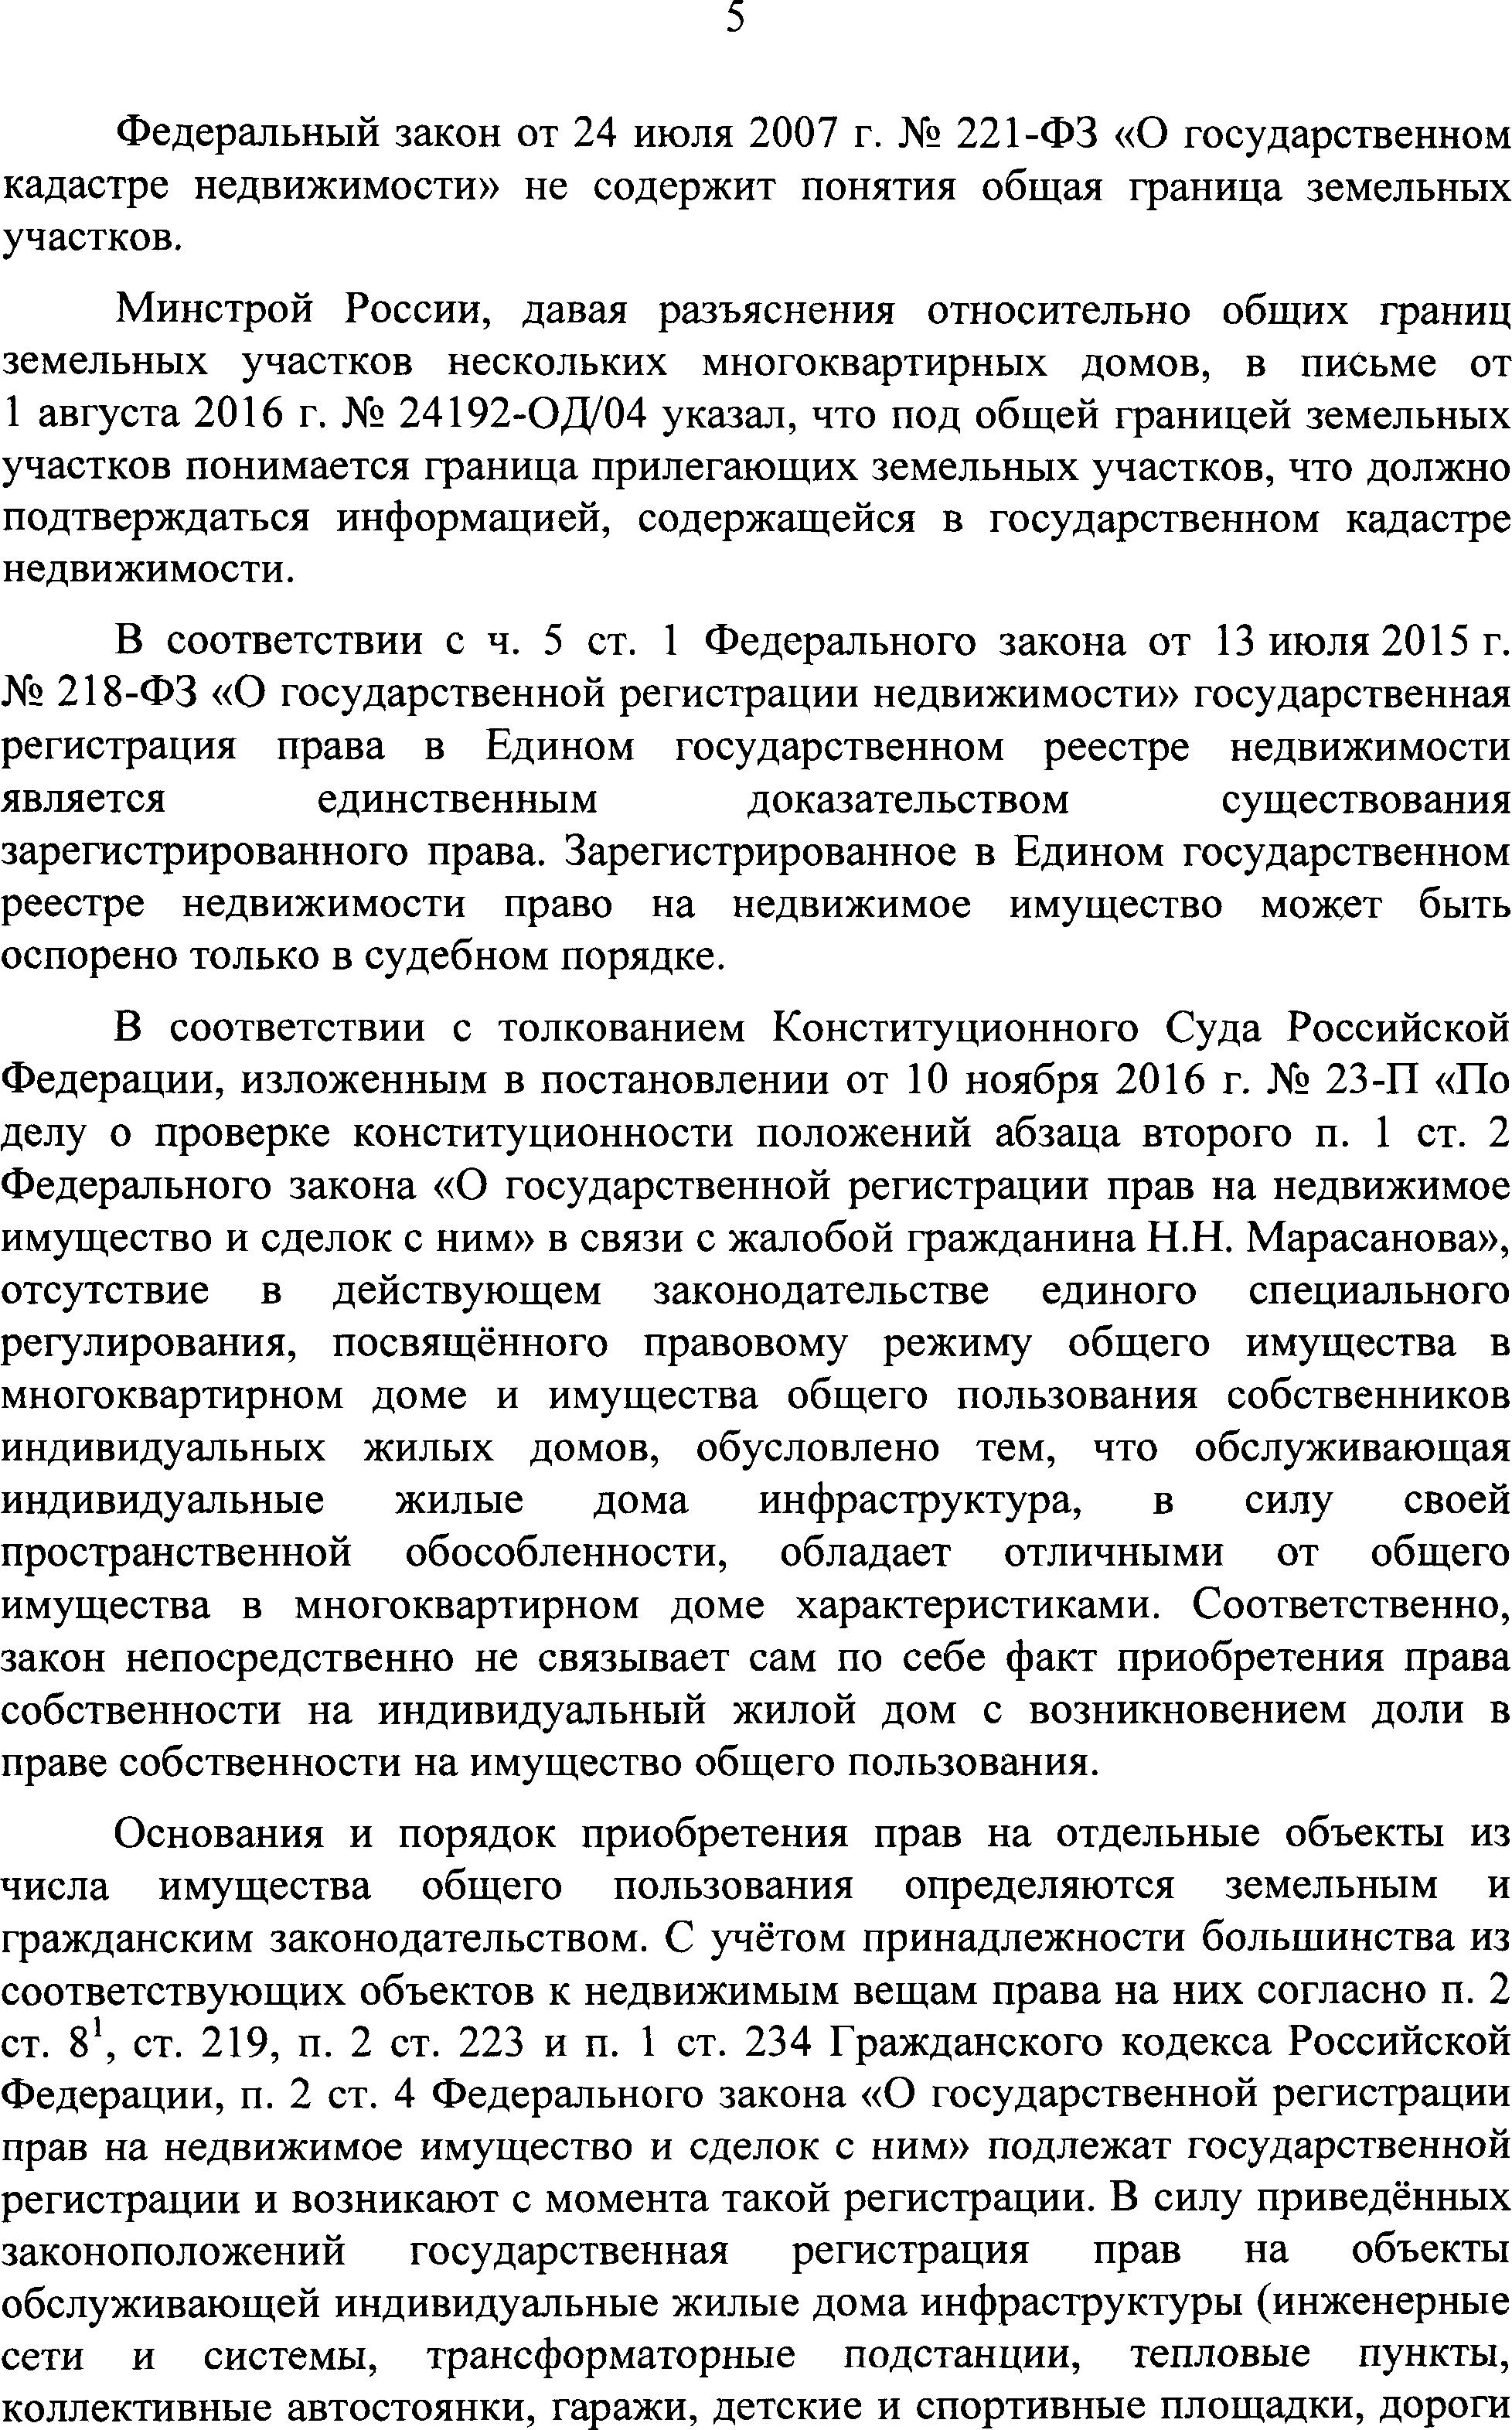 5
Федеральный закон от 24 июля 2007 г. № 221-ФЗ «О государственном
кадастре недвижимости» не содержит понятия общая граница земельных
участков.
Минстрой России, давая разъяснения относительно общих границ
земельных участков нескольких многоквартирных домов, в письме от
1 августа 2016 г. № 24192-ОД/04 указал, что под общей границей земельных
участков понимается граница прилегающих земельных участков, что должно
подтверждаться информацией, содержащейся в государственном кадастре
недвижимости.
В соответствии с ч. 5 ст. 1 Федерального закона от 13 июля 2015 г.
№ 218-ФЗ «О государственной регистрации недвижимости» государственная
регистрация права в Едином государственном реестре недвижимости
является единственным доказательством существования
зарегистрированного права. Зарегистрированное в Едином государственном
реестре недвижимости право на недвижимое имущество может быть
оспорено только в судебном порядке.
В соответствии с толкованием Конституционного Суда Российской
Федерации, изложенным в постановлении от 10 ноября 2016 г. № 23-П «По
делу о проверке конституционности положений абзаца второго п. 1 ст. 2
Федерального закона «О государственной регистрации прав на недвижимое
имущество и сделок с ним» в связи с жалобой гражданина Н.Н. Марасанова»,
отсутствие в действующем законодательстве единого специального
регулирования, посвящённого правовому режиму общего имущества в
многоквартирном доме и имущества общего пользования собственников
индивидуальных жилых домов, обусловлено тем, что обслуживающая
индивидуальные жилые дома инфраструктура, в силу своей
пространственной обособленности, обладает отличными от общего
имущества в многоквартирном доме характеристиками. Соответственно,
закон непосредственно не связывает сам по себе факт приобретения права
собственности на индивидуальный жилой дом с возникновением доли в
праве собственности на имущество общего пользования.
Основания и порядок приобретения прав на отдельные объекты из
числа имущества общего пользования определяются земельным и
гражданским законодательством. С учётом принадлежности большинства из
соответствующих объектов к недвижимым вещам права на них согласно п. 2
ст. 8¹, ст. 219, п. 2 ст. 223 и п. 1 ст. 234 Гражданского кодекса Российской
Федерации, п. 2 ст. 4 Федерального закона «О государственной регистрации
прав на недвижимое имущество и сделок с ним» подлежат государственной
регистрации и возникают с момента такой регистрации. В силу приведённых
законоположений государственная регистрация прав на объекты
обслуживающей индивидуальные жилые дома инфраструктуры (инженерные
сети и системы, трансформаторные подстанции, тепловые пункты,
коллективные автостоянки, гаражи, детские и спортивные площадки, дороги